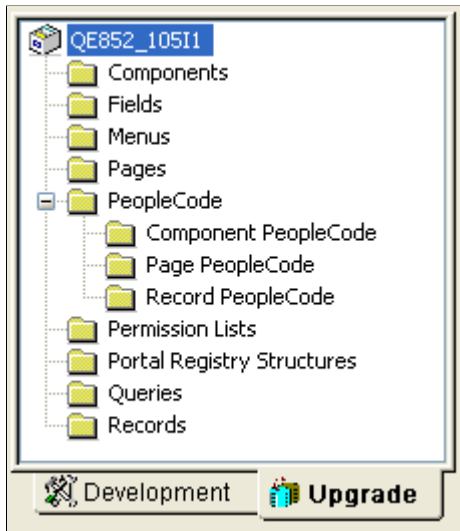 QE852_105I1
Components
Fields
Menus
Pages
PeopleCode
Component PeopleCode
Page PeopleCode
Record PeopleCode
Permission Lists
Portal Registry Structures
Queries
Records
Development Upgrade